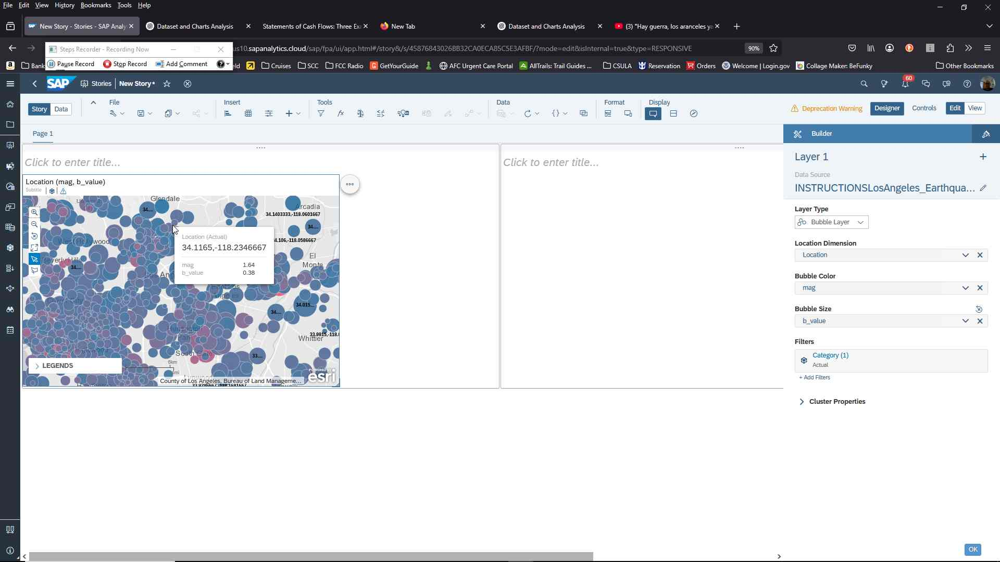 File Edit View History Bookmarks Tools Help
New Story - Stories - SAP Analy
Dataset and Charts Analysis
Statements of Cash Flows: Three Ex
New Tab
Dataset and Charts Analysis
(3) "Hay guerra, los aranceles ya
Steps Recorder - Recording Now
us10.sapanalytics.cloud/sap/fpa/ui/app.html#/story&/s/45876843026BB32CA0ECA85C5E3AFBF/?mode=edit&isInternal=true&type=RESPONSIVE
90%
Bank
Pause Record Stop Record Add Comment
eld
Cruises SCC FCC Radio GetYourGuide AFC Urgent Care Portal AllTrails: Trail Guides ... CSULA Reservation Orders Welcome | Login.gov Collage Maker: BeFunky Other Bookmarks
SAP Stories New Story*
60
Story Data
File Insert Tools Data Format Display
Deprecation Warning Designer Controls Edit View
Page 1
Builder
Click to enter title...
Click to enter title...
Layer 1
Data Source
INSTRUCTIONSLosAngeles_Earthqua...
Location (mag, b_value)
Subtitle
Glendale
Arcadia
34....
34.1403333,-118.0601667
34....
34.106,-118.0586667
West Hollywood
Beverly Hills
34....
El
Monte
Location (Actual)
34.1165,-118.2346667
mag 1.64
b_value 0.38
34.015...
34....
33.9915,-118.
Whittier
33....
6km
LEGENDS
POWERED BY
esri
County of Los Angeles, Bureau of Land Manageme...
Layer Type
Bubble Layer
Location Dimension
Location
Bubble Color
mag
Bubble Size
b_value
Filters
Category (1)
Actual
+ Add Filters
Cluster Properties
OK